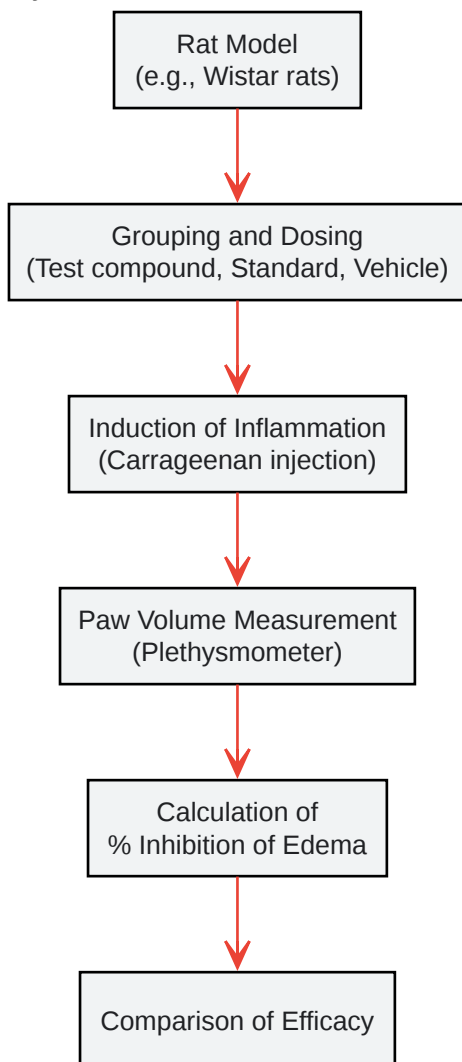 Rat Model
(e.g., Wistar rats)
Grouping and Dosing
(Test compound, Standard, Vehicle)
Induction of Inflammation
(Carrageenan injection)
Paw Volume Measurement
(Plethysmometer)
Calculation of
% Inhibition of Edema
Comparison of Efficacy